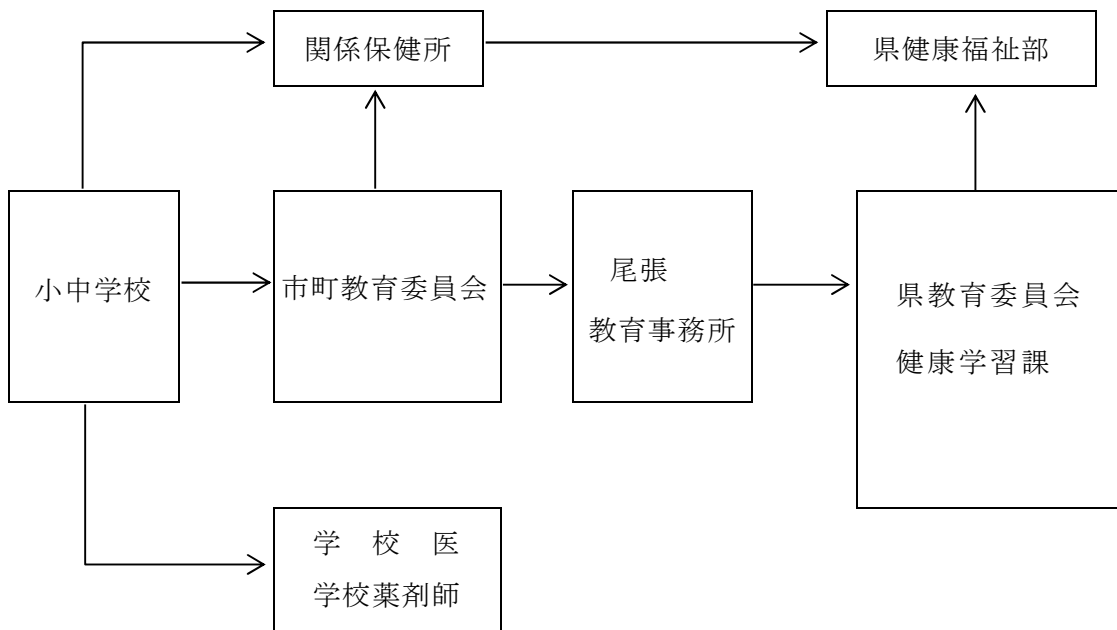 関係保健所
県健康福祉部
小中学校
市町教育委員会
尾張
教育事務所
県教育委員会
健康学習課
学　校　医
学校薬剤師